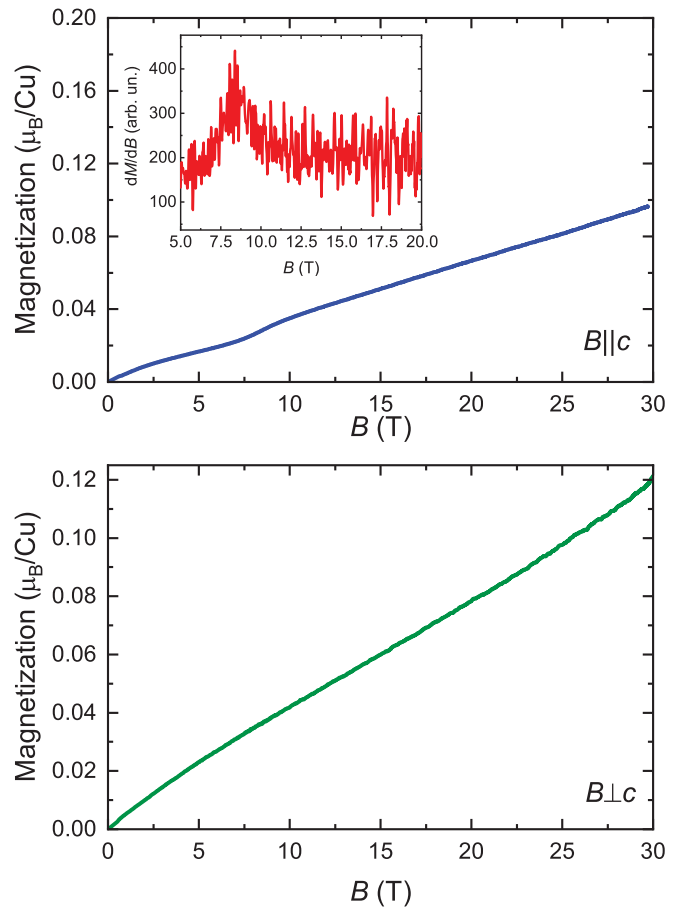 0.20
0.16
0.12
0.08
0.04
0.00
Magnetization (μB/Cu)
400
300
200
100
dM/dB (arb. un.)
5.0 7.5 10.0 12.5 15.0 17.5 20.0
B (T)
B||c
0 5 10 15 20 25 30
B (T)
0.12
0.10
0.08
0.06
0.04
0.02
0.00
Magnetization (μB/Cu)
B⊥c
0 5 10 15 20 25 30
B (T)